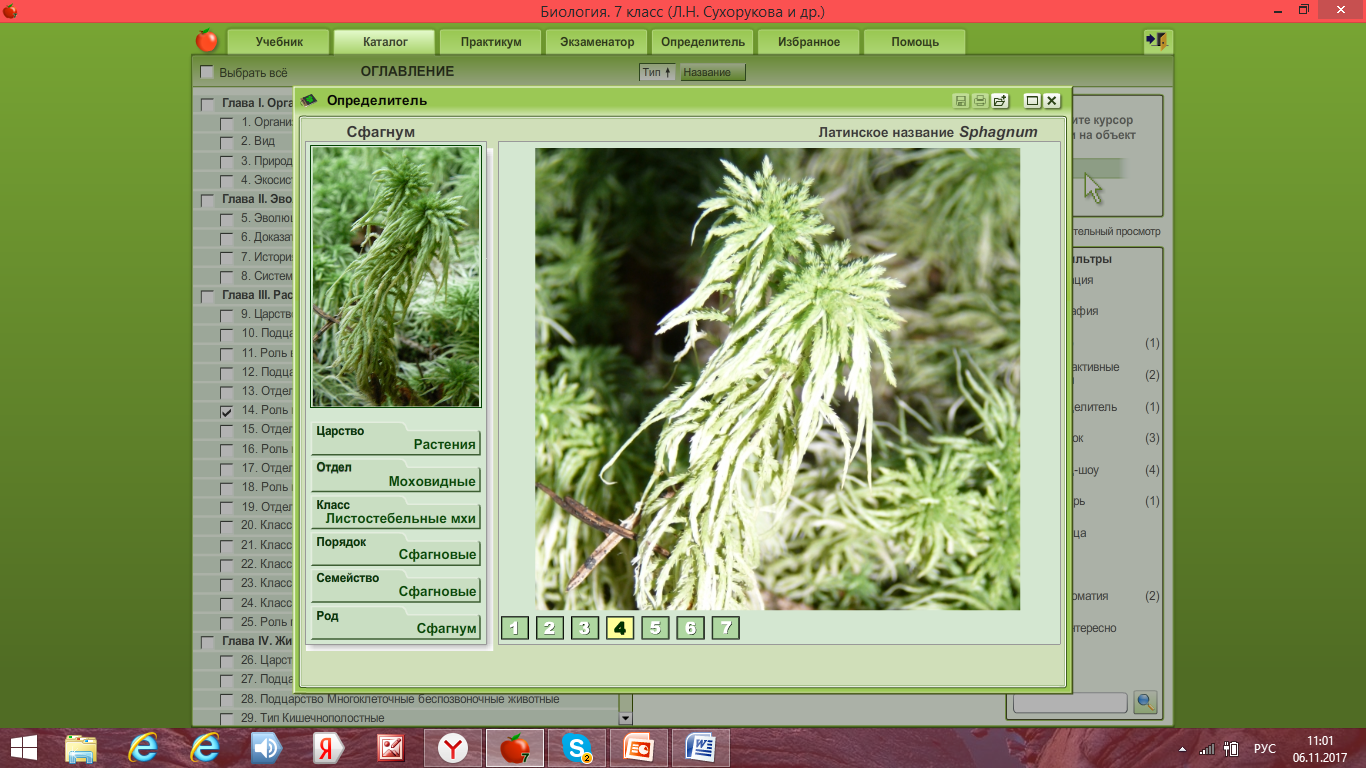 Биология. 7 класс (Л.Н. Сухорукова и др.)
Учебник Каталог Практикум Экзаменатор Определитель Избранное Помощь
Выбрать всё ОГЛАВЛЕНИЕ Тип Название
Определитель
Сфагнум Латинское название Sphagnum
Царство
Растения
Отдел
Моховидные
Класс
Листостебельные мхи
Порядок
Сфагновые
Семейство
Сфагновые
Род
Сфагнум
1 2 3 4 5 6 7
Глава I. Орга
1. Органи
2. Вид
3. Природ
4. Экосис
Глава II. Эво
5. Эволюц
6. Доказат
7. История
8. Систем
Глава III. Рас
9. Царство
10. Подца
11. Роль в
12. Подца
13. Отдел
14. Роль
15. Отдел
16. Роль
17. Отдел
18. Роль
19. Отдел
20. Класс
21. Класс
22. Класс
23. Класс
24. Класс
25. Роль
Глава IV. Жи
26. Царст
27. Подца
28. Подцарство Многоклеточные беспозвоночные животные
29. Тип Кишечнополостные
ите курсор
и на объект
тельный просмотр
льтры
ция
афия
(1)
активные
(2)
делитель (1)
ок (3)
д-шоу (4)
рь (1)
ца
оматия (2)
нтересно
7
2
РУС
11:01
06.11.2017